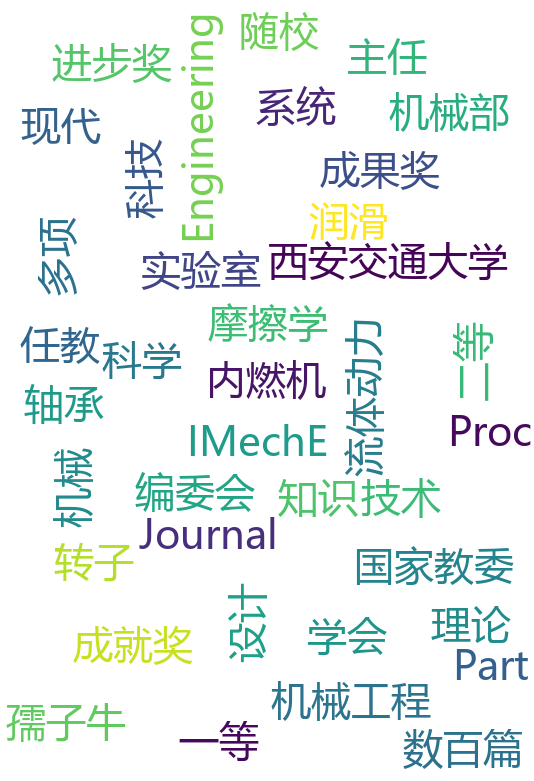 随校
进步奖
主任
Engineering
系统
机械部
现代
科技
成果奖
润滑
多项
实验室
西安交通大学
摩擦学
任教
科学
流体动力
二等
内燃机
轴承
IMechE
Proc
机械
编委会
知识技术
Journal
转子
国家教委
设计
学会
理论
成就奖
Part
机械工程
孺子牛
一等
数百篇